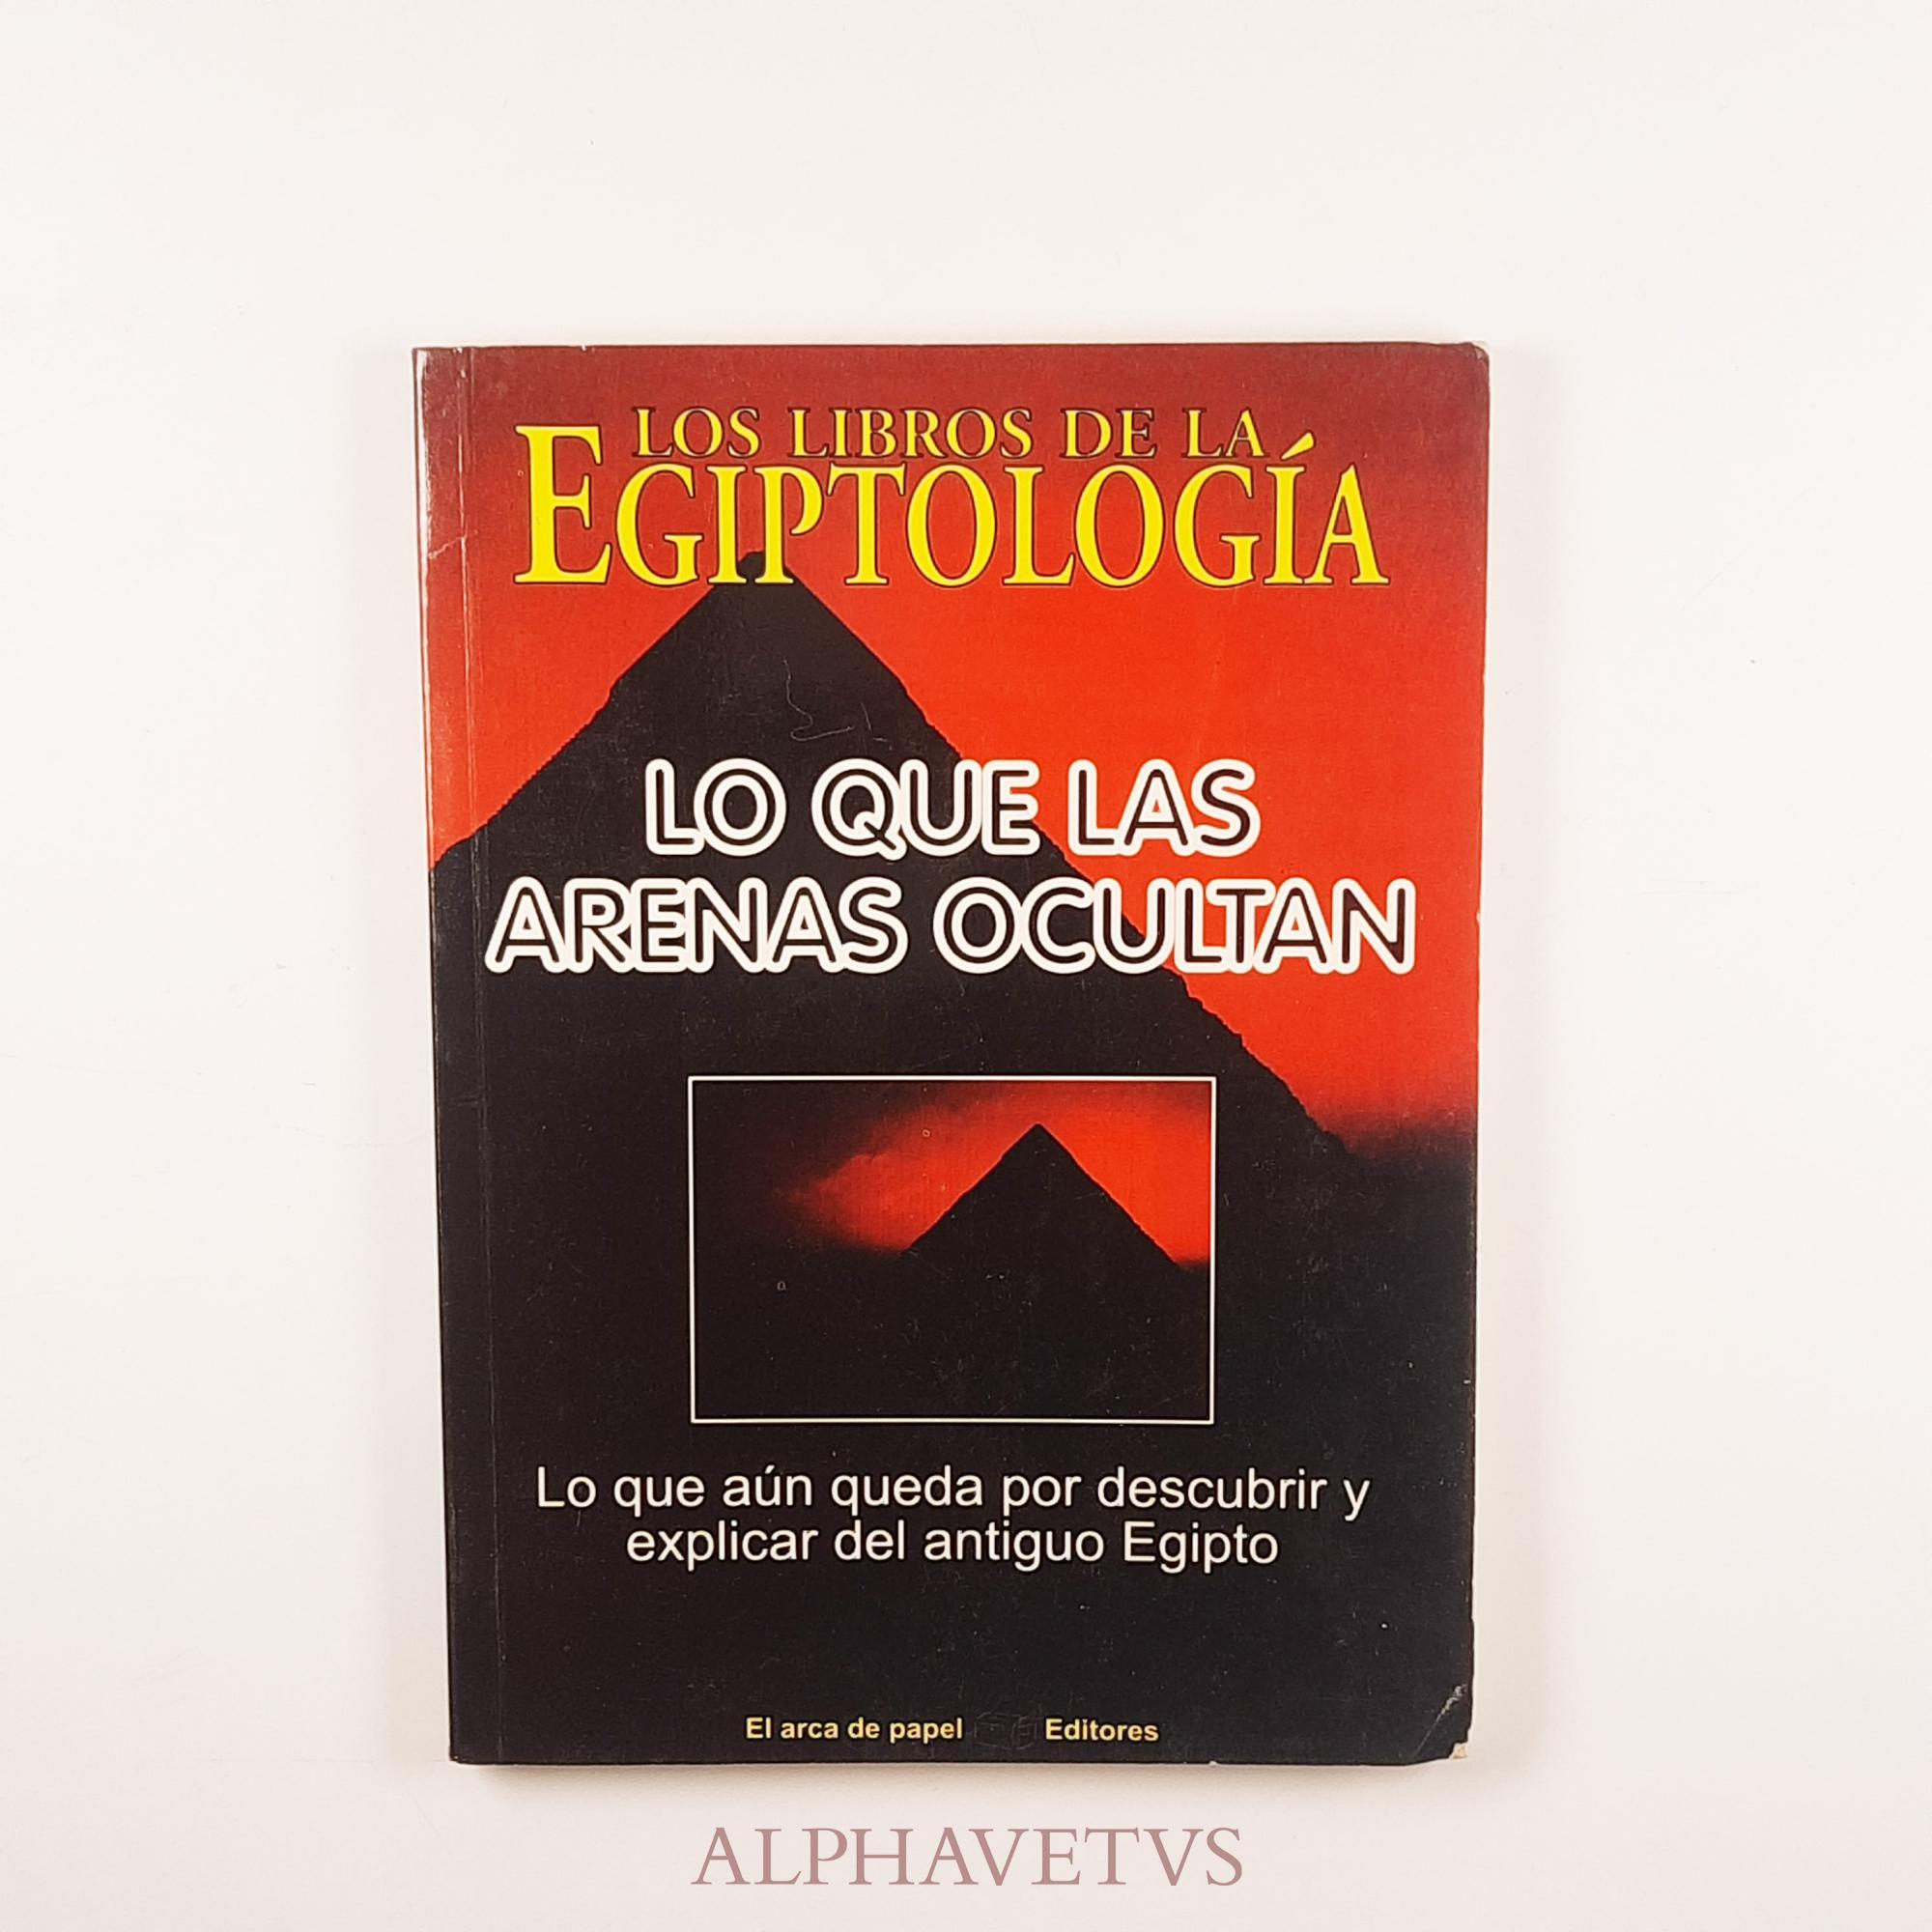 LOS LIBROS DE LA
EGIPTOLOGÍA
LO QUE LAS
ARENAS OCULTAN
Lo que aún queda por descubrir y
explicar del antiguo Egipto
El arca de papel Editores
ALPHAVETVS